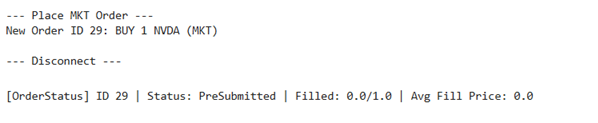 --- Place MKT Order ---
New Order ID 29: BUY 1 NVDA (MKT)
--- Disconnect ---
[OrderStatus] ID 29 | Status: PreSubmitted | Filled: 0.0/1.0 | Avg Fill Price: 0.0